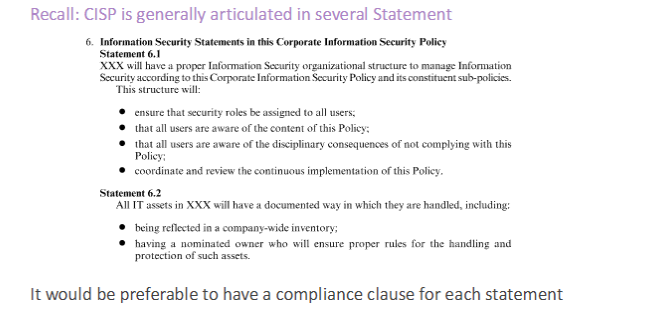 Recall: CISP is generally articulated in several Statement
6. Information Security Statements in this Corporate Information Security Policy
Statement 6.1
XXX will have a proper Information Security organizational structure to manage Information
Security according to this Corporate Information Security Policy and its constituent sub-policies.
This structure will:
• ensure that security roles be assigned to all users;
• that all users are aware of the content of this Policy;
• that all users are aware of the disciplinary consequences of not complying with this
Policy;
• coordinate and review the continuous implementation of this Policy.
Statement 6.2
All IT assets in XXX will have a documented way in which they are handled, including:
• being reflected in a company-wide inventory;
• having a nominated owner who will ensure proper rules for the handling and
protection of such assets.
It would be preferable to have a compliance clause for each statement